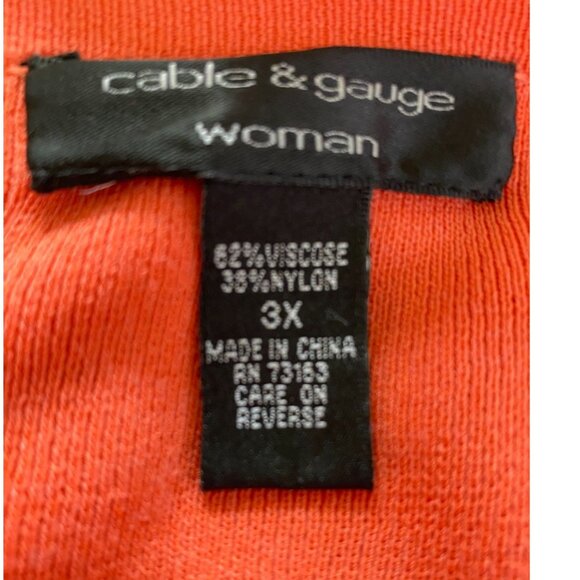 cable & gauge
woman
62%VISCOSE
38%NYLON
3X
MADE IN CHINA
RN 73163
CARE ON
REVERSE